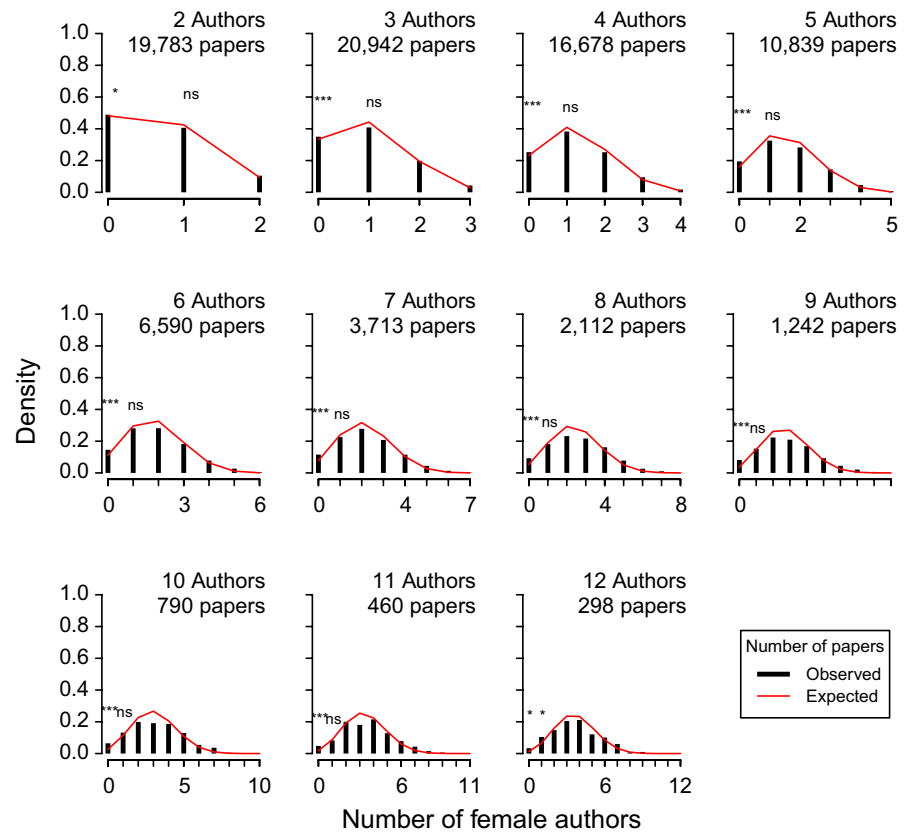 2 Authors
19,783 papers
1.0
0.8
0.6
0.4
0.2
0.0
* ns
0 1 2
3 Authors
20,942 papers
*** ns
0 1 2 3
4 Authors
16,678 papers
*** ns
0 1 2 3 4
5 Authors
10,839 papers
*** ns
0 2 5
6 Authors
6,590 papers
1.0
0.8
0.6
0.4
0.2
0.0
*** ns
0 3 6
7 Authors
3,713 papers
*** ns
0 4 7
8 Authors
2,112 papers
*** ns
0 4 8
9 Authors
1,242 papers
*** ns
0 5
Density
10 Authors
790 papers
1.0
0.8
0.6
0.4
0.2
0.0
*** ns
0 5 10
11 Authors
460 papers
*** ns
0 6 11
12 Authors
298 papers
* *
0 6 12
Number of papers
Observed
Expected
Number of female authors